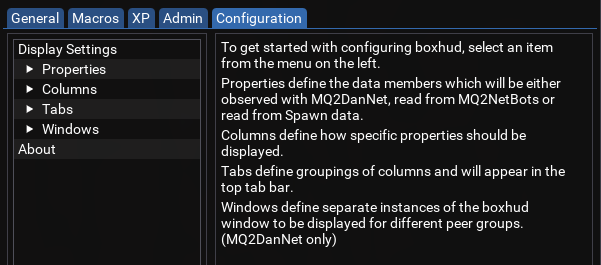 General Macros XP Admin Configuration
Display Settings
Properties
Columns
Tabs
Windows
About
To get started with configuring boxhud, select an item
from the menu on the left.
Properties define the data members which will be either
observed with MQ2DanNet, read from MQ2NetBots or
read from Spawn data.
Columns define how specific properties should be
displayed.
Tabs define groupings of columns and will appear in the
top tab bar.
Windows define separate instances of the boxhud
window to be displayed for different peer groups.
(MQ2DanNet only)